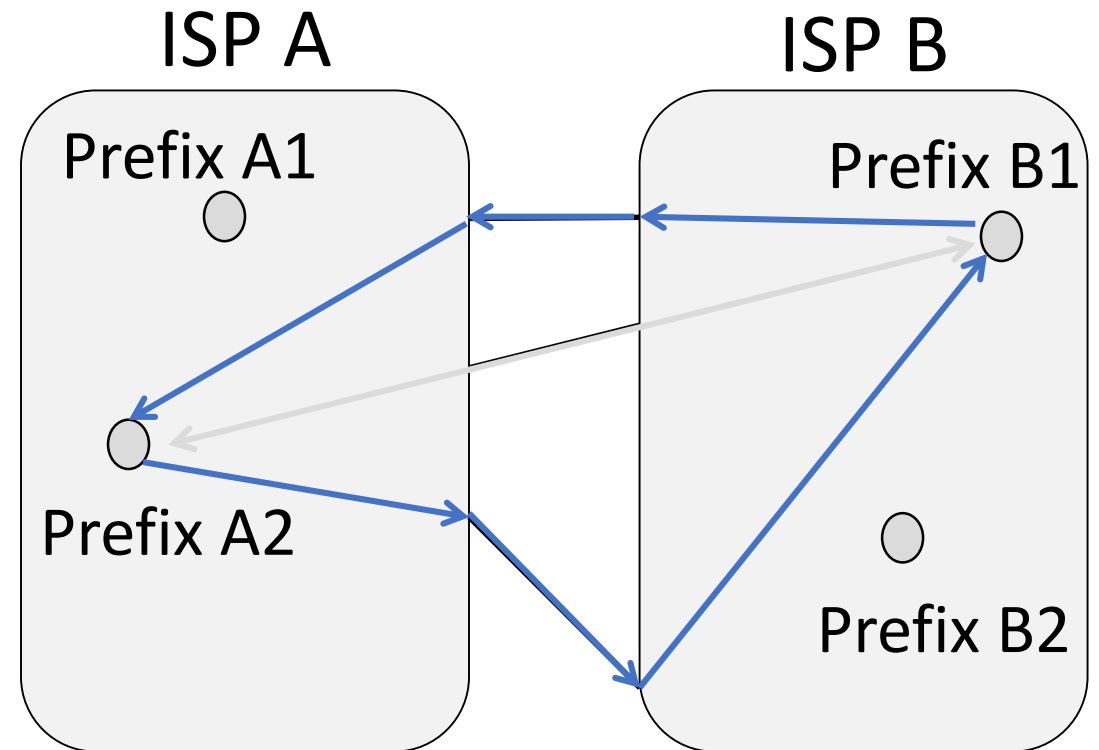 ISP A
ISP B
Prefix A1
Prefix B1
Prefix A2
Prefix B2